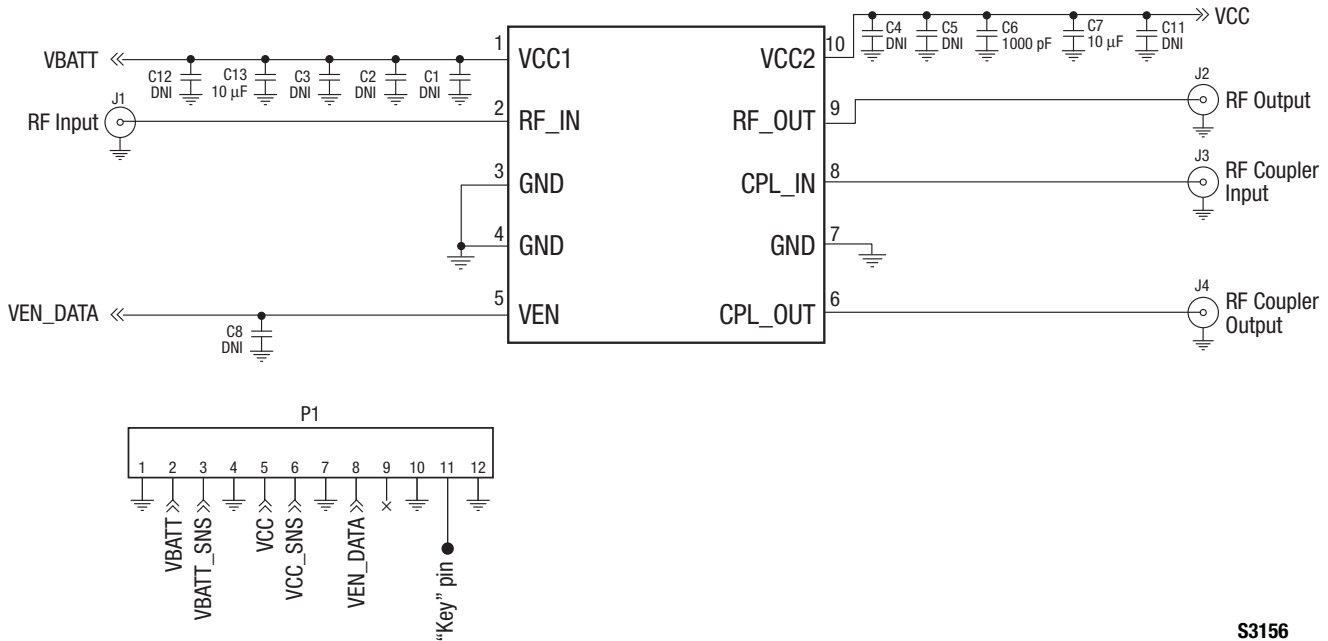 VBATT
C12
DNI
C13
10 μF
C3
DNI
C2
DNI
C1
DNI
1
VCC1
10
VCC2
C4
DNI
C5
DNI
C6
1000 pF
C7
10 μF
C11
DNI
VCC
J1
RF Input
2
RF_IN
9
RF_OUT
J2
RF Output
3
GND
8
CPL_IN
J3
RF Coupler
Input
4
GND
7
GND
VEN_DATA
C8
DNI
5
VEN
6
CPL_OUT
J4
RF Coupler
Output
P1
1 2 3 4 5 6 7 8 9 10 11 12
VBATT
VBATT_SNS
VCC
VCC_SNS
VEN_DATA
"Key" pin
S3156